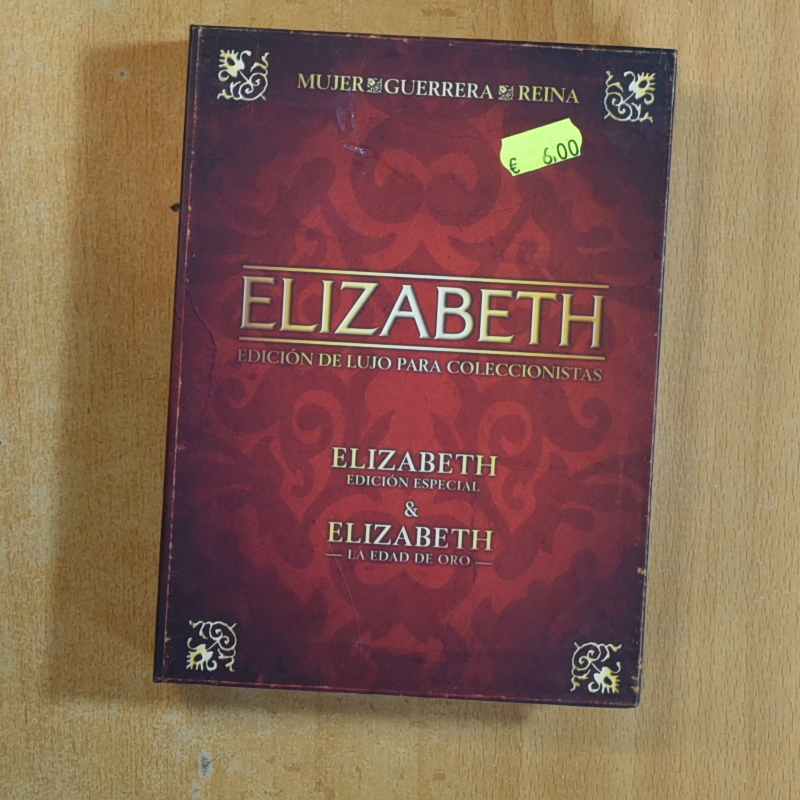 MUJER GUERRERA REINA
€ 6,00
ELIZABETH
EDICIÓN DE LUJO PARA COLECCIONISTAS
ELIZABETH
EDICIÓN ESPECIAL
&
ELIZABETH
— LA EDAD DE ORO —